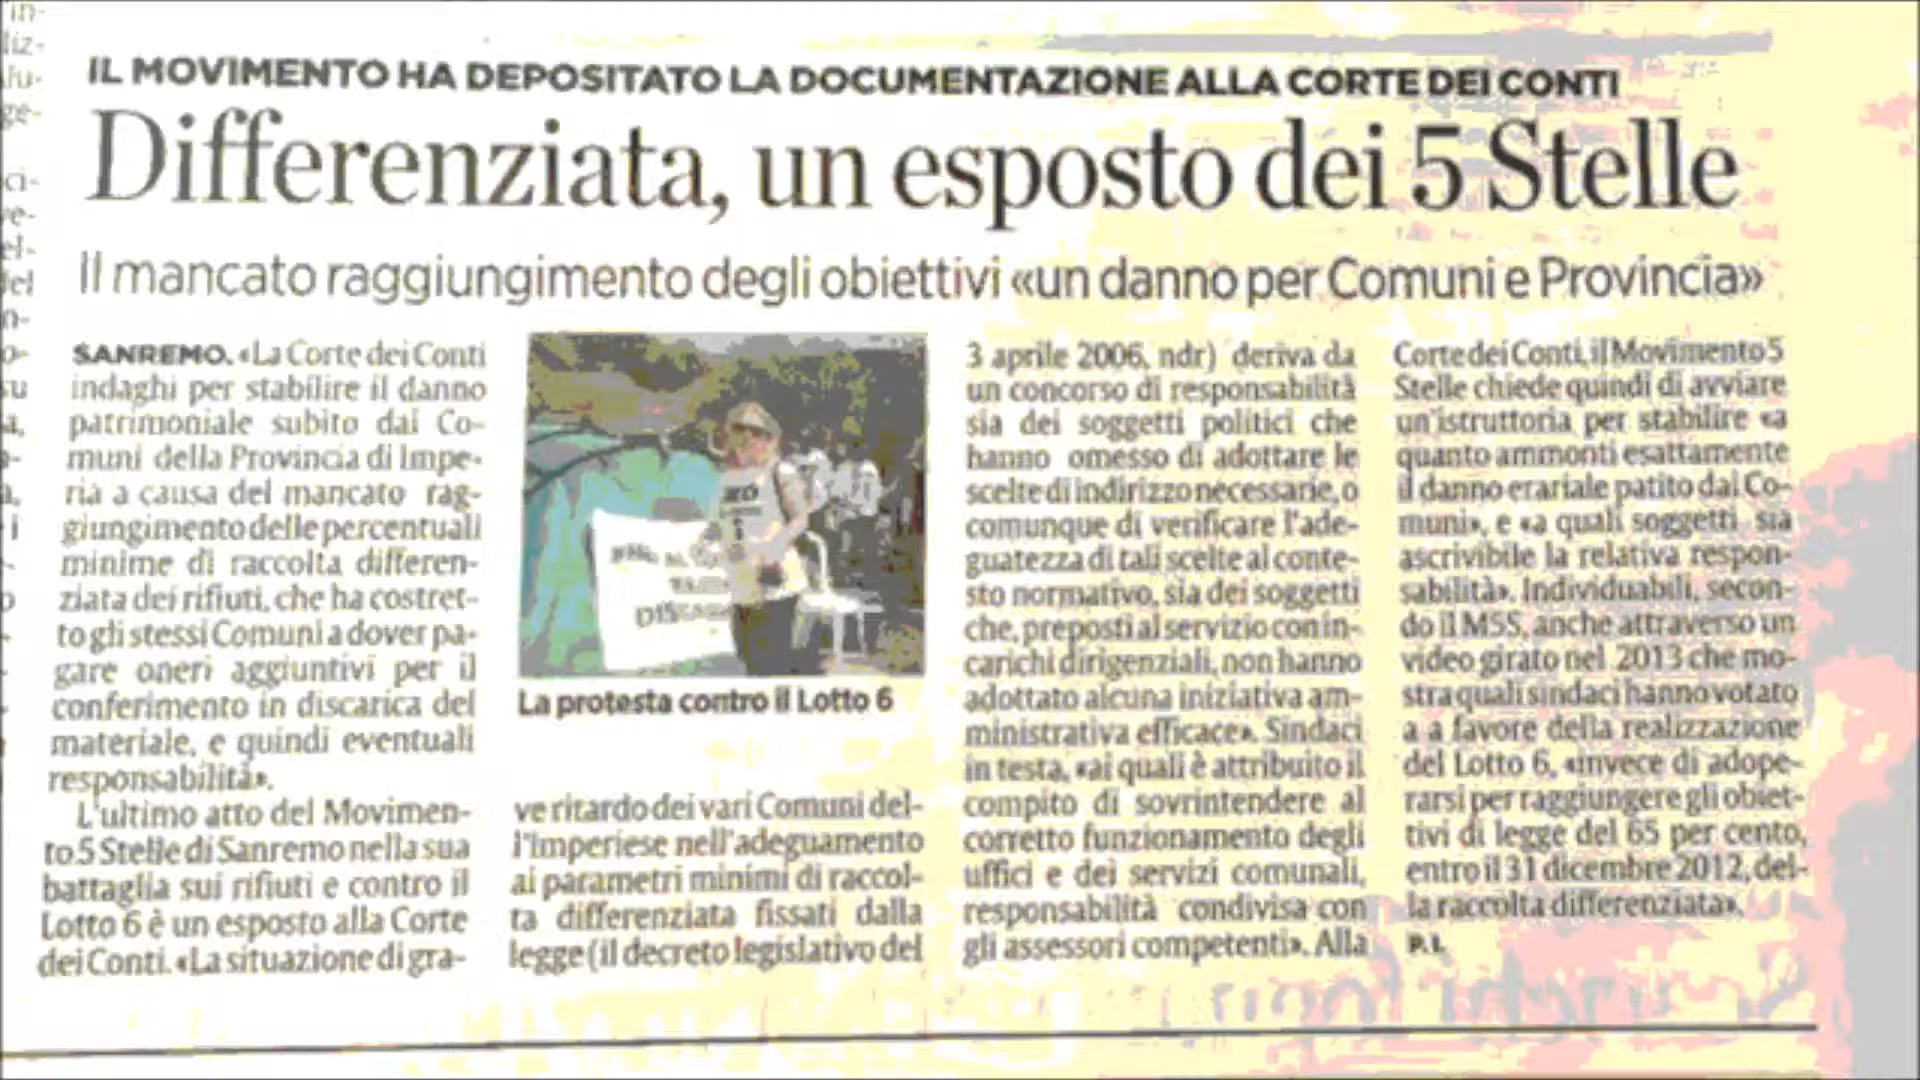 IL MOVIMENTO HA DEPOSITATO LA DOCUMENTAZIONE ALLA CORTE DEI CONTI
Differenziata, un esposto dei 5 Stelle
Il mancato raggiungimento degli obiettivi «un danno per Comuni e Provincia»
SANREMO. «La Corte dei Conti
indaghi per stabilire il danno
patrimoniale subito dai Co-
muni della Provincia di Impe-
ria a causa del mancato rag-
giungimento delle percentuali
minime di raccolta differen-
ziata dei rifiuti, che ha costret-
to gli stessi Comuni a dover pa-
gare oneri aggiuntivi per il
conferimento in discarica del
materiale, e quindi eventuali
responsabilità».
L'ultimo atto del Movimen-
to 5 Stelle di Sanremo nella sua
battaglia sui rifiuti e contro il
Lotto 6 è un esposto alla Corte
dei Conti. «La situazione di gra-
La protesta contro il Lotto 6
ve ritardo dei vari Comuni del-
l'Imperiese nell'adeguamento
ai parametri minimi di raccol-
ta differenziata fissati dalla
legge (il decreto legislativo del
3 aprile 2006, ndr) deriva da
un concorso di responsabilità
sia dei soggetti politici che
hanno omesso di adottare le
scelte di indirizzo necessarie, o
comunque di verificare l'ade-
guatezza di tali scelte al conte-
sto normativo, sia dei soggetti
che, preposti al servizio con in-
carichi dirigenziali, non hanno
adottato alcuna iniziativa am-
ministrativa efficace». Sindaci
in testa, «ai quali è attribuito il
compito di sovrintendere al
corretto funzionamento degli
uffici e dei servizi comunali,
responsabilità condivisa con
gli assessori competenti». Alla
Corte dei Conti, il Movimento 5
Stelle chiede quindi di avviare
un'istruttoria per stabilire «a
quanto ammonti esattamente
il danno erariale patito dai Co-
muni», e «a quali soggetti sia
ascrivibile la relativa respon-
sabilità». Individuabili, secon-
do il M5S, anche attraverso un
video girato nel 2013 che mo-
stra quali sindaci hanno votato
a a favore della realizzazione
del Lotto 6, «invece di adope-
rarsi per raggiungere gli obiet-
tivi di legge del 65 per cento,
entro il 31 dicembre 2012, del-
la raccolta differenziata».
P.I.